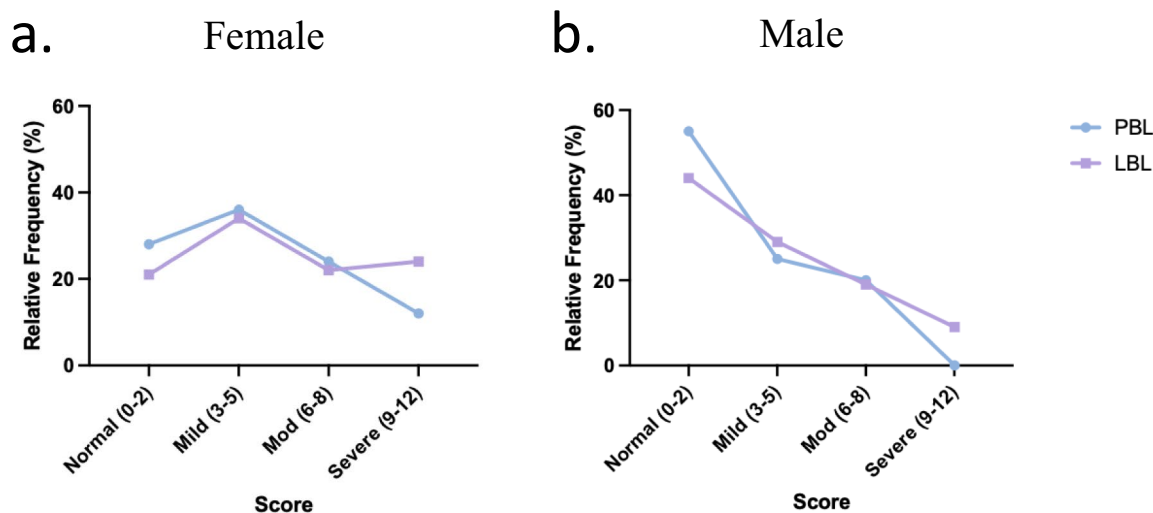 a.
Female
Relative Frequency (%)
60
40
20
0
Normal (0-2)
Mild (3-5)
Mod (6-8)
Severe (9-12)
Score
b.
Male
Relative Frequency (%)
60
40
20
0
Normal (0-2)
Mild (3-5)
Mod (6-8)
Severe (9-12)
Score
PBL
LBL